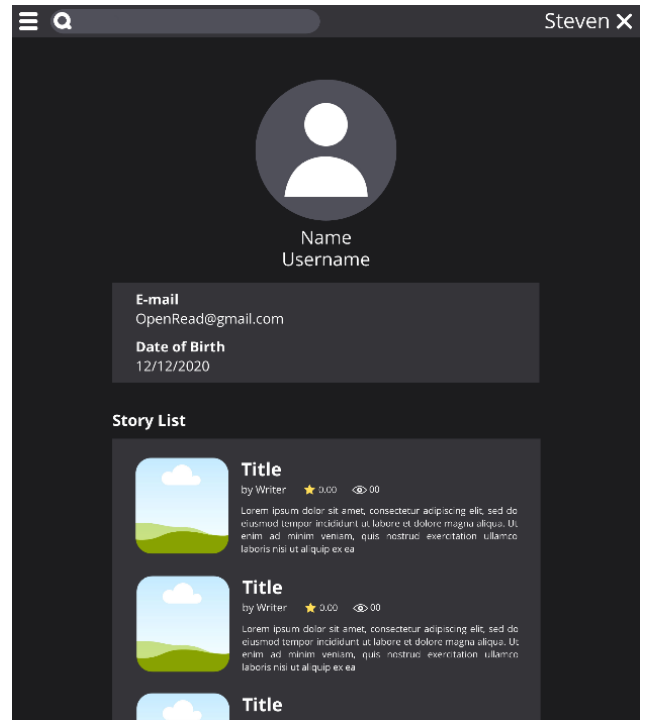 Steven
Name
Username
E-mail
OpenRead@gmail.com
Date of Birth
12/12/2020
Story List
Title
by Writer 0.00 00
Lorem ipsum dolor sit amet, consectetur adipiscing elit, sed do
eiusmod tempor incididunt ut labore et dolore magna aliqua. Ut
enim ad minim veniam, quis nostrud exercitation ullamco
laboris nisi ut aliquip ex ea
Title
by Writer 0.00 00
Lorem ipsum dolor sit amet, consectetur adipiscing elit, sed do
eiusmod tempor incididunt ut labore et dolore magna aliqua. Ut
enim ad minim veniam, quis nostrud exercitation ullamco
laboris nisi ut aliquip ex ea
Title